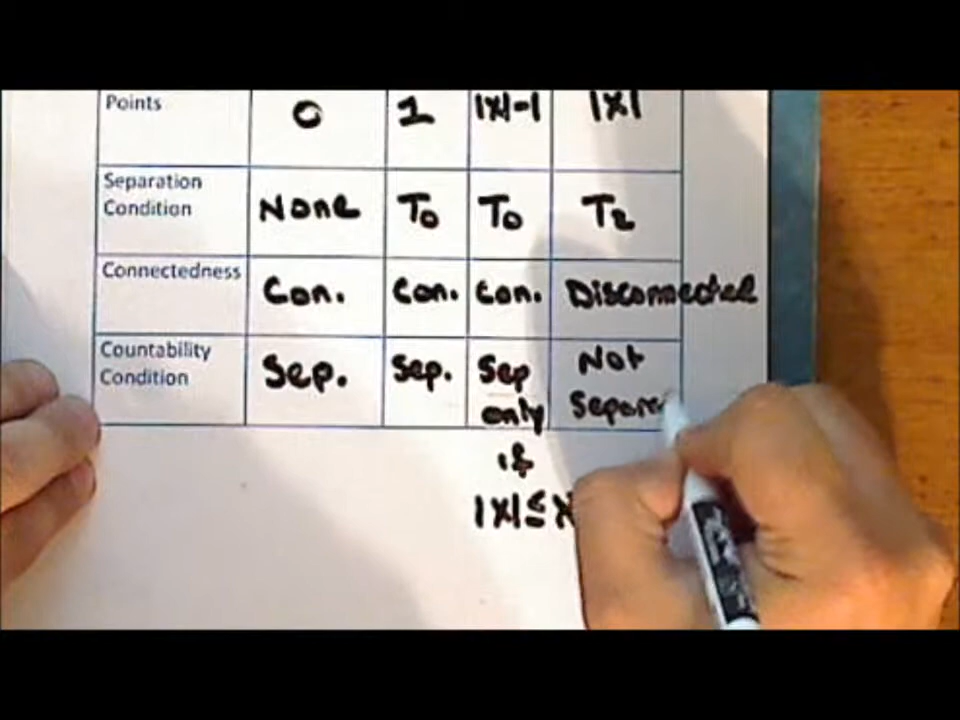 Points 0 1 |X|-1 |X|
Separation
Condition None T0 T0 T2
Connectedness Con. Con. Con. Disconnected
Countability
Condition Sep. Sep. Sep Not
only
if
|X|≤